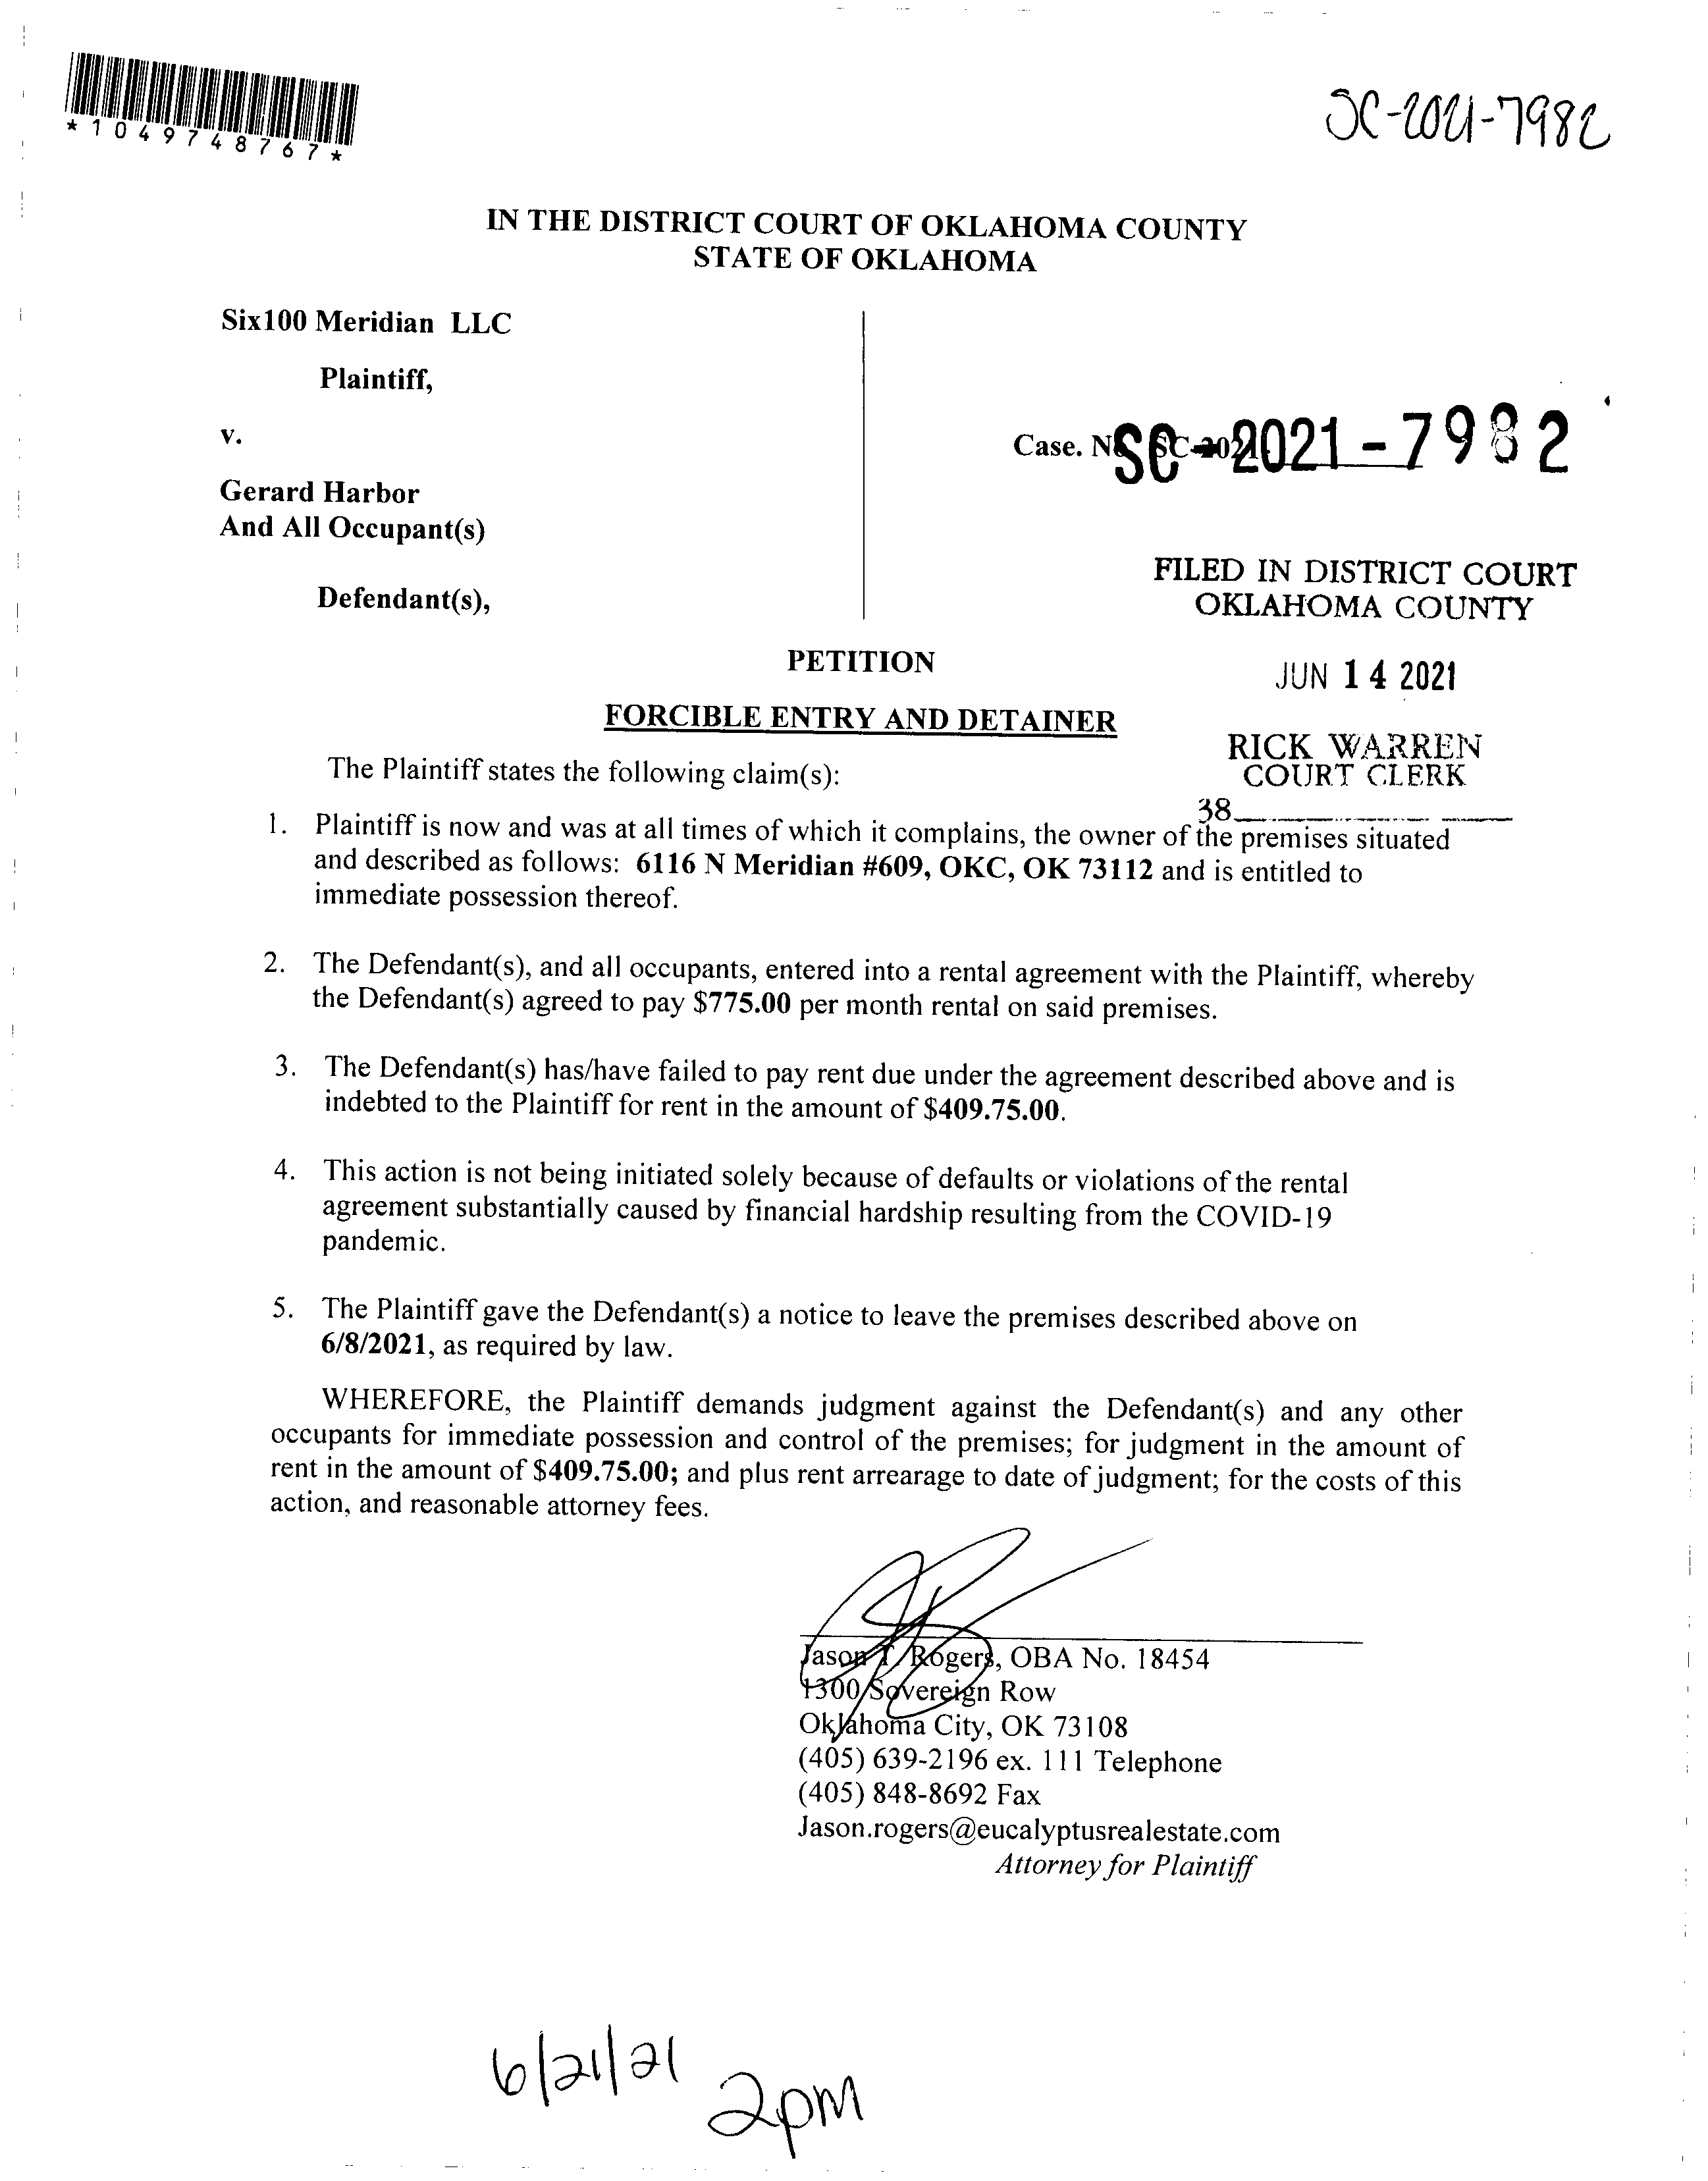 *1049748767*
SC-2021-7982
IN THE DISTRICT COURT OF OKLAHOMA COUNTY
STATE OF OKLAHOMA
Six100 Meridian LLC
Plaintiff,
v.
Case. No. SC-2021-
SC-2021-7982
Gerard Harbor
And All Occupant(s)
Defendant(s),
FILED IN DISTRICT COURT
OKLAHOMA COUNTY
JUN 14 2021
RICK WARREN
COURT CLERK
38
PETITION
FORCIBLE ENTRY AND DETAINER
The Plaintiff states the following claim(s):
1. Plaintiff is now and was at all times of which it complains, the owner of the premises situated
and described as follows: 6116 N Meridian #609, OKC, OK 73112 and is entitled to
immediate possession thereof.
2. The Defendant(s), and all occupants, entered into a rental agreement with the Plaintiff, whereby
the Defendant(s) agreed to pay $775.00 per month rental on said premises.
3. The Defendant(s) has/have failed to pay rent due under the agreement described above and is
indebted to the Plaintiff for rent in the amount of $409.75.00.
4. This action is not being initiated solely because of defaults or violations of the rental
agreement substantially caused by financial hardship resulting from the COVID-19
pandemic.
5. The Plaintiff gave the Defendant(s) a notice to leave the premises described above on
6/8/2021, as required by law.
WHEREFORE, the Plaintiff demands judgment against the Defendant(s) and any other
occupants for immediate possession and control of the premises; for judgment in the amount of
rent in the amount of $409.75.00; and plus rent arrearage to date of judgment; for the costs of this
action, and reasonable attorney fees.
Jason T. Rogers, OBA No. 18454
1300 Sovereign Row
Oklahoma City, OK 73108
(405) 639-2196 ex. 111 Telephone
(405) 848-8692 Fax
Jason.rogers@eucalyptusrealestate.com
Attorney for Plaintiff
6/21/21
2pm